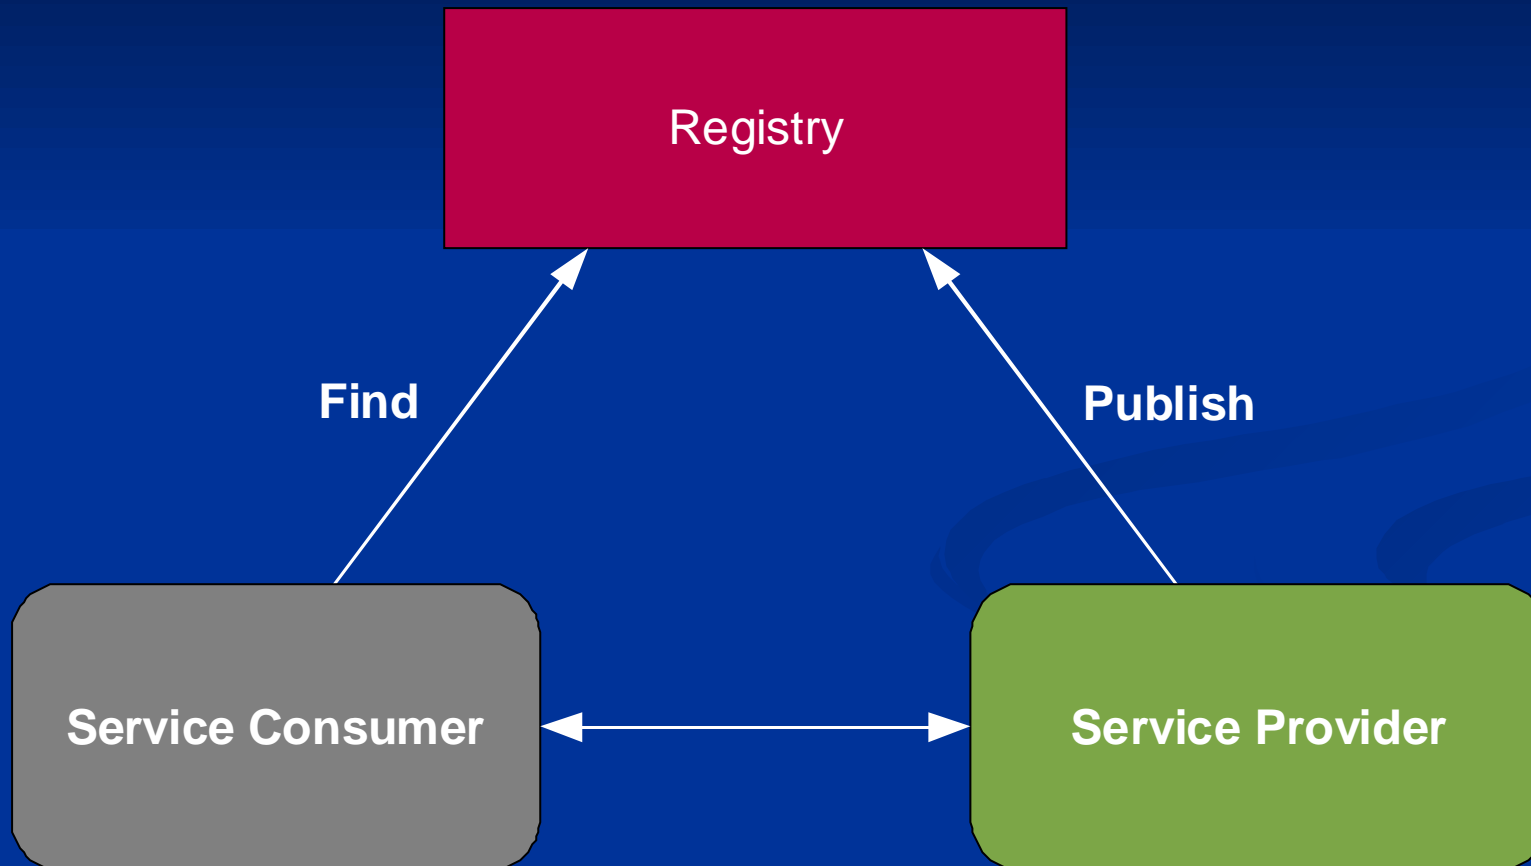 Registry
Find
Publish
Service Consumer
Service Provider